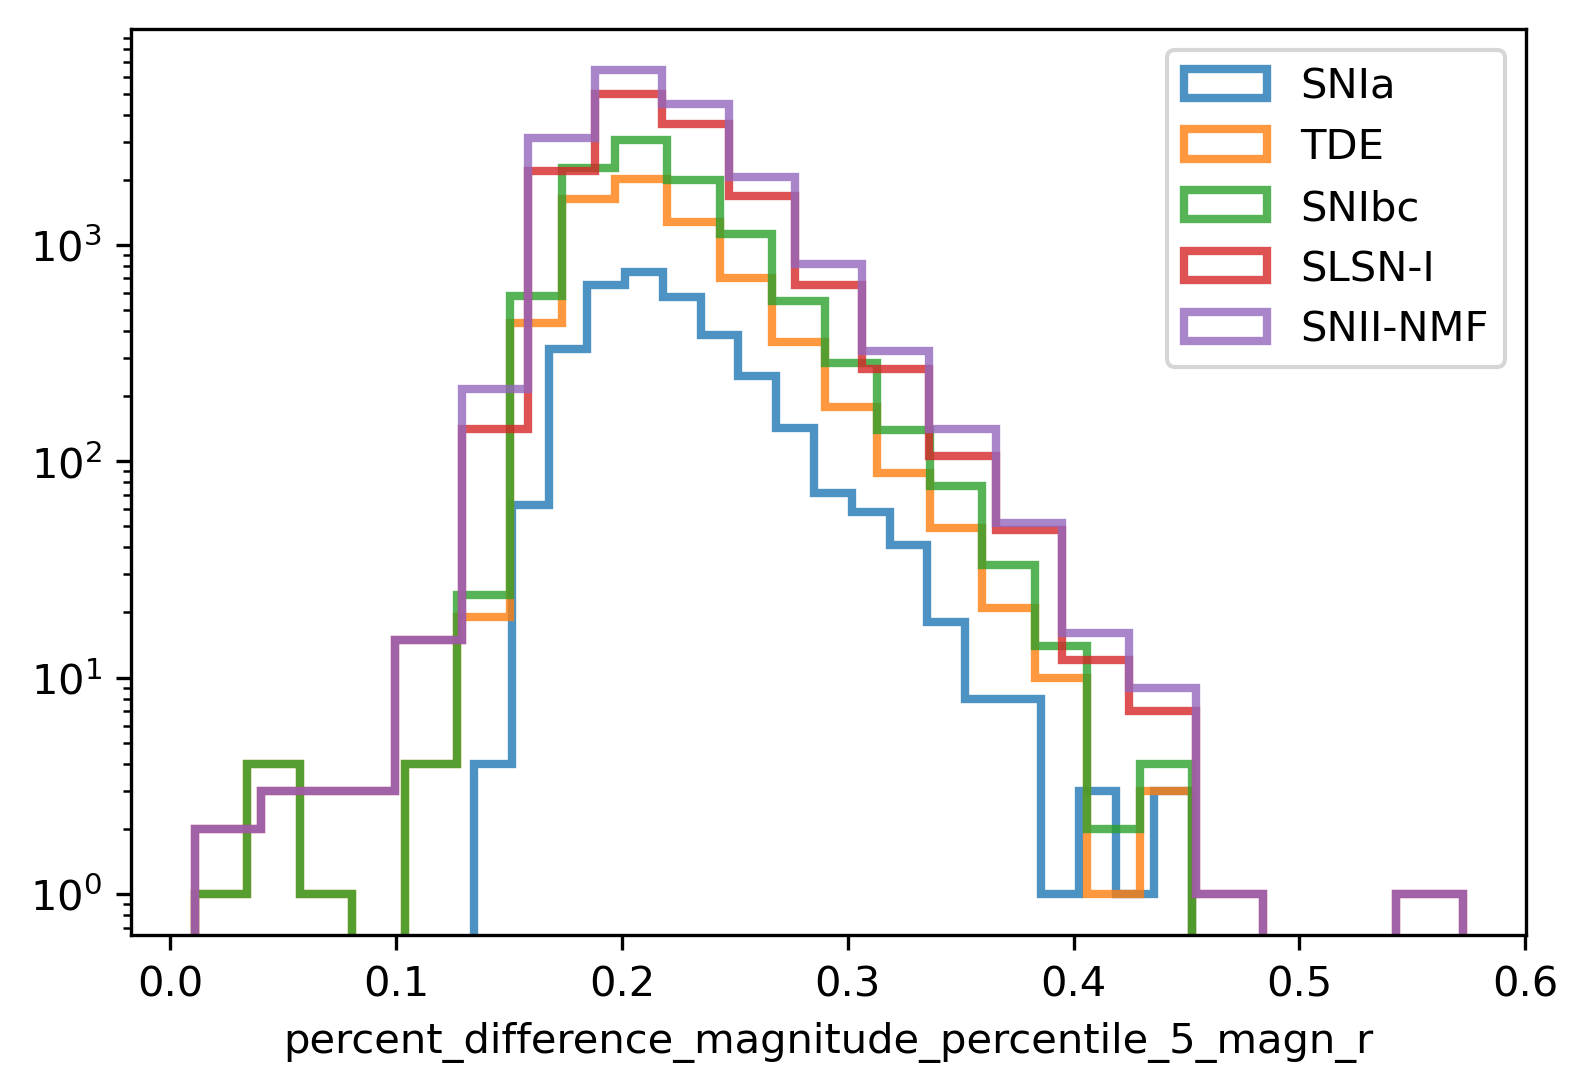 SNIa
TDE
SNIbc
SLSN-I
SNII-NMF
10³
10²
10¹
10⁰
0.0 0.1 0.2 0.3 0.4 0.5 0.6
percent_difference_magnitude_percentile_5_magn_r